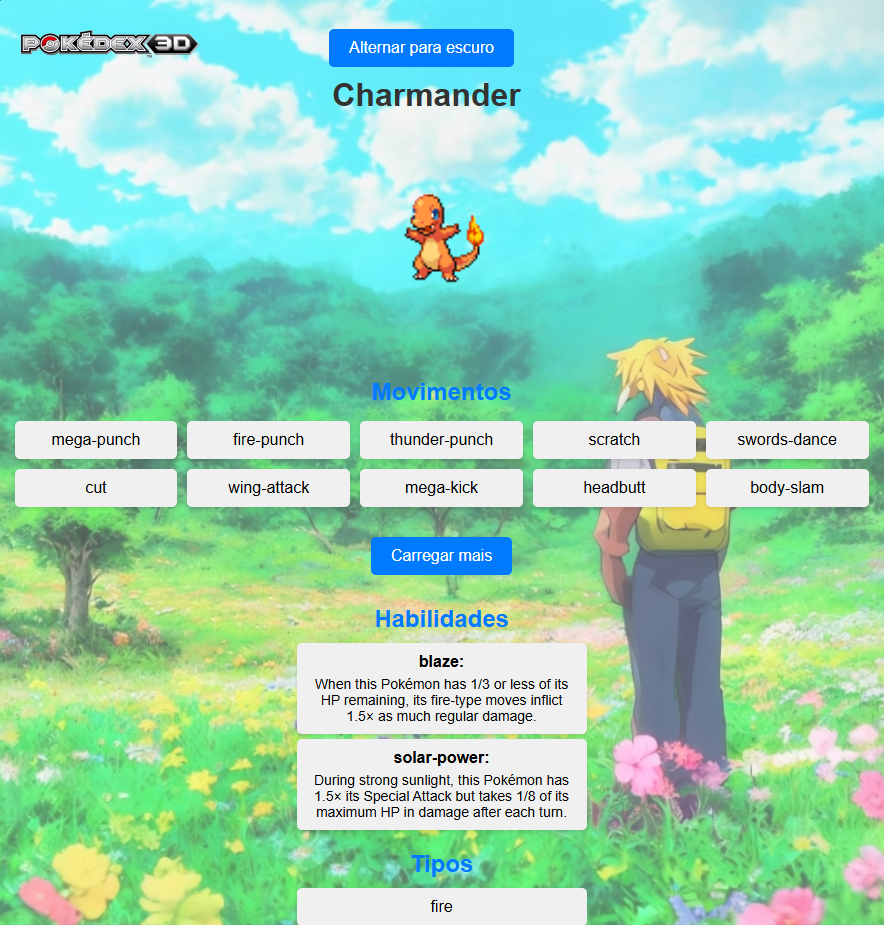 POKÉDEX 3D
Alternar para escuro
Charmander
Movimentos
mega-punch fire-punch thunder-punch scratch swords-dance
cut wing-attack mega-kick headbutt body-slam
Carregar mais
Habilidades
blaze:
When this Pokémon has 1/3 or less of its
HP remaining, its fire-type moves inflict
1.5× as much regular damage.
solar-power:
During strong sunlight, this Pokémon has
1.5× its Special Attack but takes 1/8 of its
maximum HP in damage after each turn.
Tipos
fire